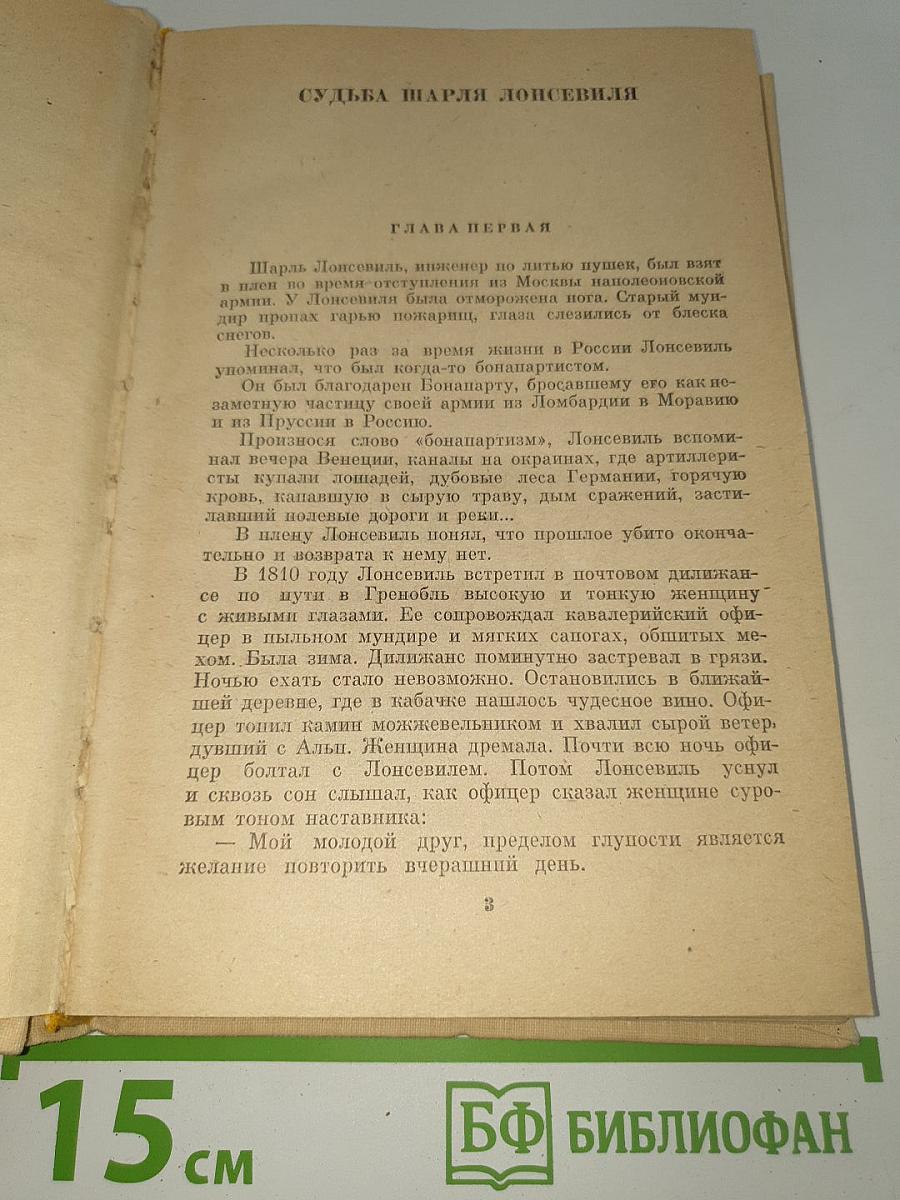 СУДЬБА ШАРЛЯ ЛОНСЕВИЛЯ
ГЛАВА ПЕРВАЯ
Шарль Лонсевиль, инженер по литью пушек, был взят
в плен во время отступления из Москвы наполеоновской
армии. У Лонсевиля была отморожена нога. Старый мун-
дир пропах гарью пожарищ, глаза слезились от блеска
снегов.
Несколько раз за время жизни в России Лонсевиль
упоминал, что был когда-то бонапартистом.
Он был благодарен Бонапарту, бросавшему его как не-
заметную частицу своей армии из Ломбардии в Моравию
и из Пруссии в Россию.
Произнося слово «бонапартизм», Лонсевиль вспоми-
нал вечера Венеции, каналы на окраинах, где артиллери-
сты купали лошадей, дубовые леса Германии, горячую
кровь, капавшую в сырую траву, дым сражений, засти-
лавший полевые дороги и реки...
В плену Лонсевиль понял, что прошлое убито оконча-
тельно и возврата к нему нет.
В 1810 году Лонсевиль встретил в почтовом дилижан-
се по пути в Гренобль высокую и тонкую женщину
с живыми глазами. Ее сопровождал кавалерийский офи-
цер в пыльном мундире и мягких сапогах, обшитых ме-
хом. Была зима. Дилижанс поминутно застревал в грязи.
Ночью ехать стало невозможно. Остановились в ближай-
шей деревне, где в кабачке нашлось чудесное вино. Офи-
цер топил камин можжевельником и хвалил сырой ветер,
дувший с Альп. Женщина дремала. Почти всю ночь офи-
цер болтал с Лонсевилем. Потом Лонсевиль уснул
и сквозь сон слышал, как офицер сказал женщине суро-
вым тоном наставника:
— Мой молодой друг, пределом глупости является
желание повторить вчерашний день.
3
15 см
БФ БИБЛИОФАН